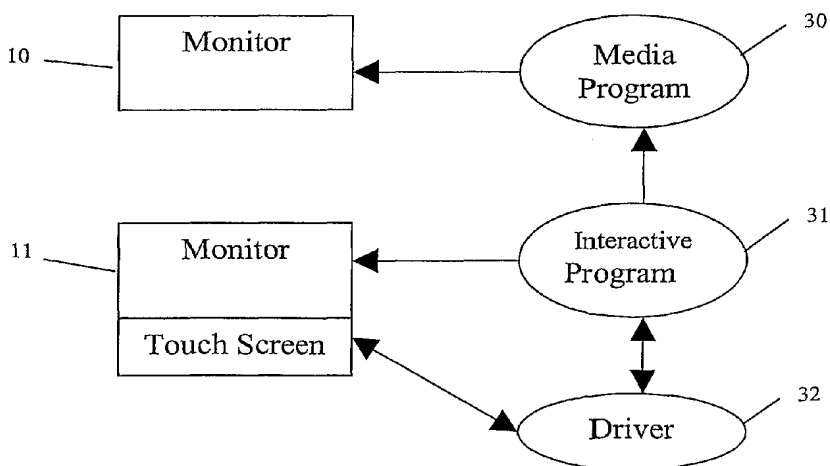 10
Monitor
Media
Program
30
11
Monitor
Touch Screen
Interactive
Program
31
Driver
32